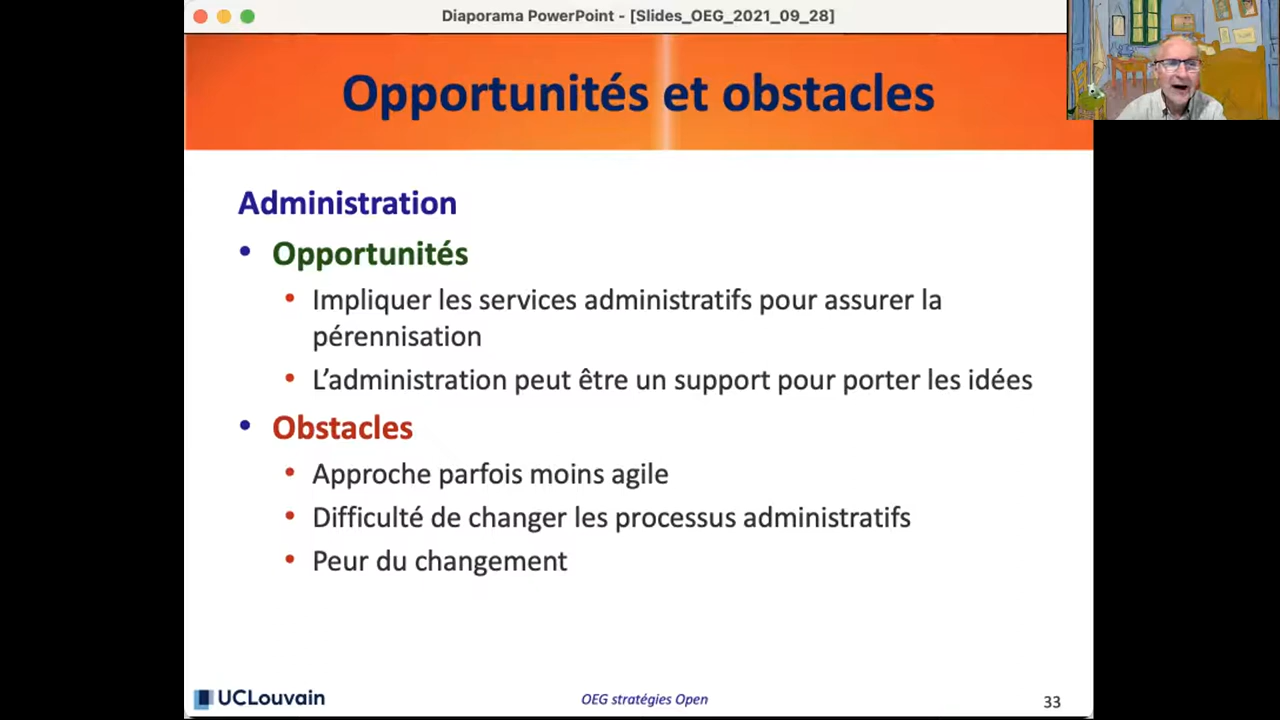 Diaporama PowerPoint - [Slides_OEG_2021_09_28]
Opportunités et obstacles
Administration
• Opportunités
• Impliquer les services administratifs pour assurer la
pérennisation
• L’administration peut être un support pour porter les idées
• Obstacles
• Approche parfois moins agile
• Difficulté de changer les processus administratifs
• Peur du changement
UCLouvain
OEG stratégies Open
33